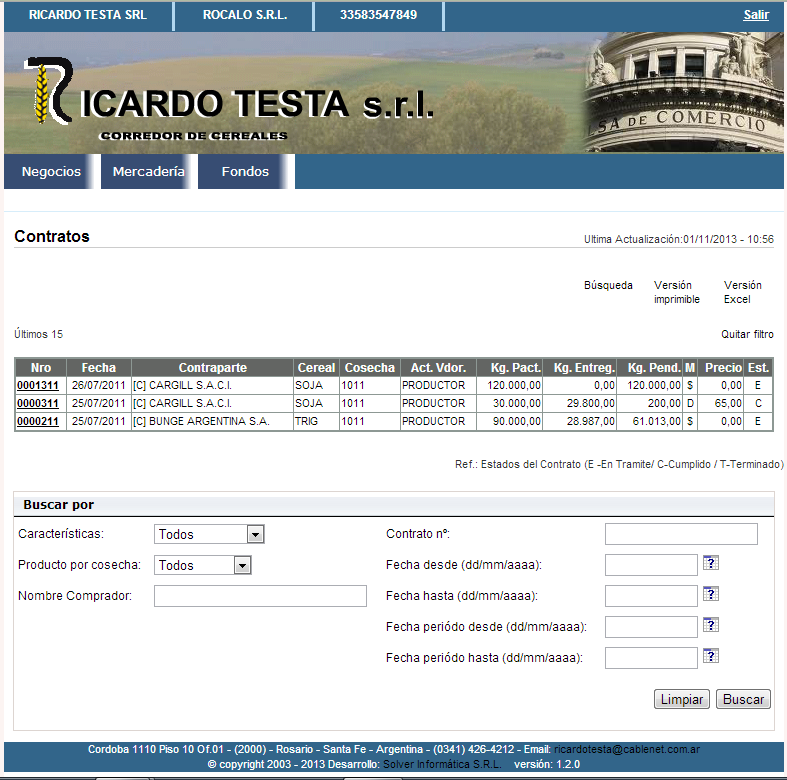 RICARDO TESTA SRL ROCALO S.R.L. 33583547849 Salir
RICARDO TESTA s.r.l.
CORREDOR DE CEREALES
LSA DE COMERCIO
Negocios Mercadería Fondos
Contratos
Ultima Actualización:01/11/2013 - 10:56
Búsqueda Versión imprimible Versión Excel
Últimos 15 Quitar filtro
Nro Fecha Contraparte Cereal Cosecha Act. Vdor. Kg. Pact. Kg. Entreg. Kg. Pend. M Precio Est.
0001311 26/07/2011 [C] CARGILL S.A.C.I. SOJA 1011 PRODUCTOR 120.000,00 0,00 120.000,00 $ 0,00 E
0000311 25/07/2011 [C] CARGILL S.A.C.I. SOJA 1011 PRODUCTOR 30.000,00 29.800,00 200,00 D 65,00 C
0000211 25/07/2011 [C] BUNGE ARGENTINA S.A. TRIG 1011 PRODUCTOR 90.000,00 28.987,00 61.013,00 $ 0,00 E
Ref.: Estados del Contrato (E -En Tramite/ C-Cumplido / T-Terminado)
Buscar por
Características: Todos Contrato nº:
Producto por cosecha: Todos Fecha desde (dd/mm/aaaa):
Nombre Comprador: Fecha hasta (dd/mm/aaaa):
Fecha periódo desde (dd/mm/aaaa):
Fecha periódo hasta (dd/mm/aaaa):
Limpiar Buscar
Cordoba 1110 Piso 10 Of.01 - (2000) - Rosario - Santa Fe - Argentina - (0341) 426-4212 - Email: ricardotesta@cablenet.com.ar
© copyright 2003 - 2013 Desarrollo: Solver Informática S.R.L. versión: 1.2.0